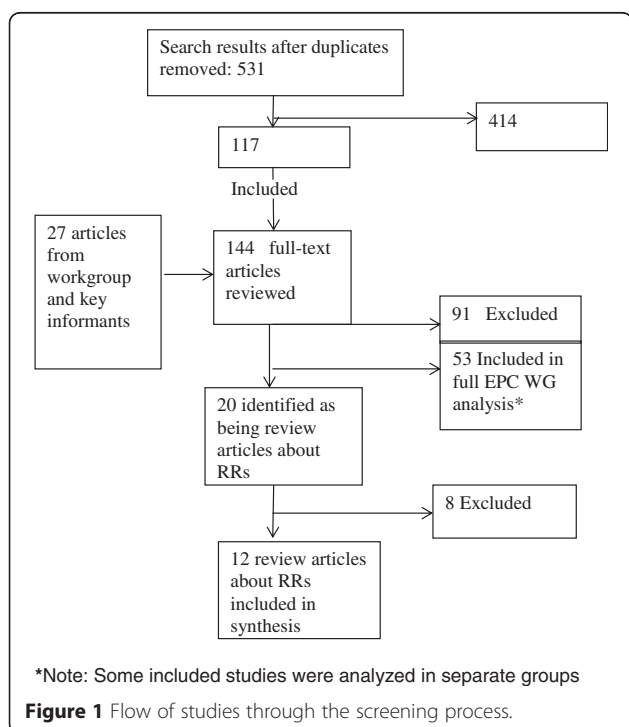 Search results after duplicates
removed: 531
414
117
Included
27 articles
from
workgroup
and key
informants
144 full-text
articles
reviewed
91 Excluded
53 Included in
full EPC WG
analysis*
20 identified as
being review
articles about
RRs
8 Excluded
12 review articles
about RRs
included in
synthesis
*Note: Some included studies were analyzed in separate groups
Figure 1 Flow of studies through the screening process.